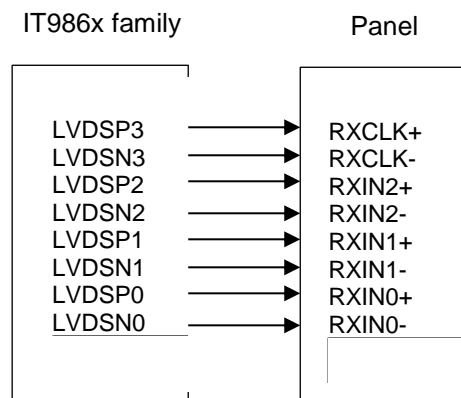 IT986x family Panel
LVDSP3 RXCLK+
LVDSN3 RXCLK-
LVDSP2 RXIN2+
LVDSN2 RXIN2-
LVDSP1 RXIN1+
LVDSN1 RXIN1-
LVDSP0 RXIN0+
LVDSN0 RXIN0-